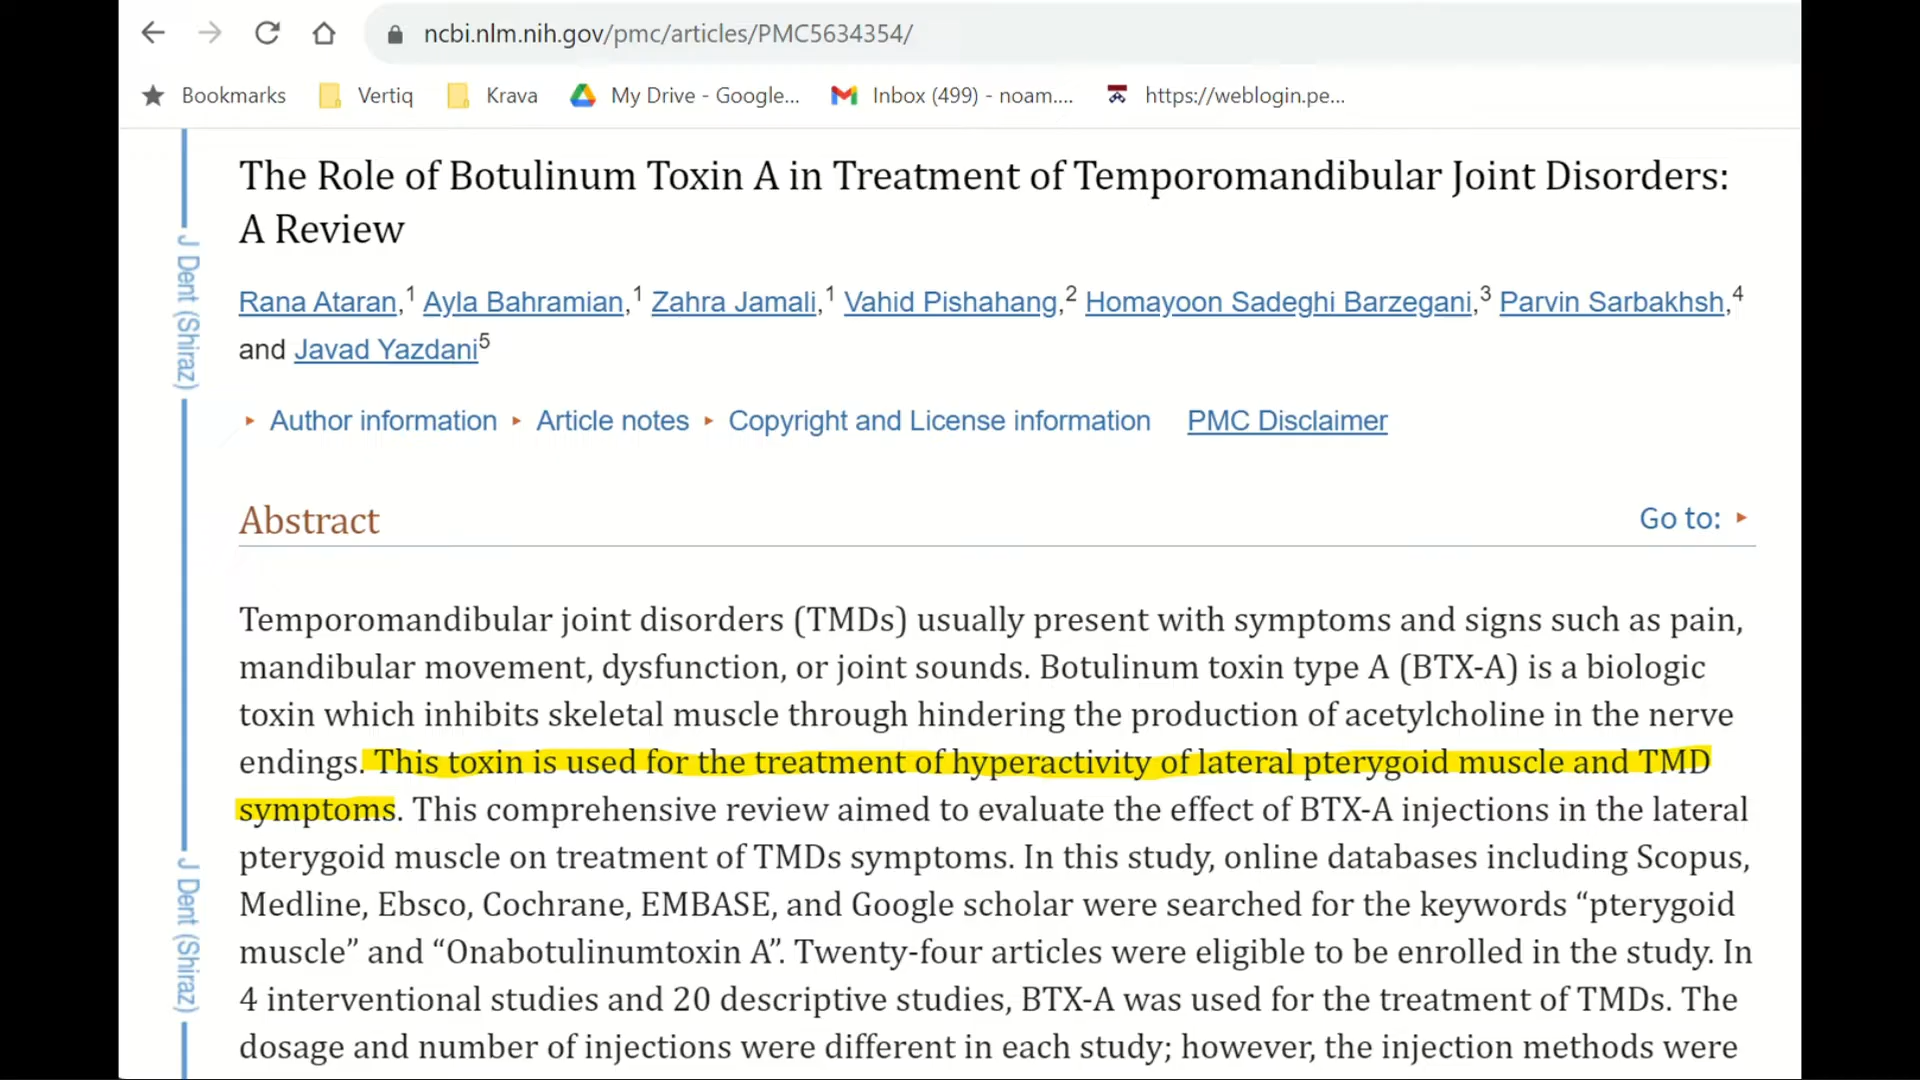 ncbi.nlm.nih.gov/pmc/articles/PMC5634354/
Bookmarks Vertiq Krava My Drive - Google... Inbox (499) - noam.... https://weblogin.pe...
The Role of Botulinum Toxin A in Treatment of Temporomandibular Joint Disorders:
A Review
J Dent (Shiraz)
Rana Ataran,1 Ayla Bahramian,1 Zahra Jamali,1 Vahid Pishahang,2 Homayoon Sadeghi Barzegani,3 Parvin Sarbakhsh,4
and Javad Yazdani5
Author information Article notes Copyright and License information PMC Disclaimer
Abstract Go to:
Temporomandibular joint disorders (TMDs) usually present with symptoms and signs such as pain,
mandibular movement, dysfunction, or joint sounds. Botulinum toxin type A (BTX-A) is a biologic
toxin which inhibits skeletal muscle through hindering the production of acetylcholine in the nerve
endings. This toxin is used for the treatment of hyperactivity of lateral pterygoid muscle and TMD
symptoms. This comprehensive review aimed to evaluate the effect of BTX-A injections in the lateral
pterygoid muscle on treatment of TMDs symptoms. In this study, online databases including Scopus,
Medline, Ebsco, Cochrane, EMBASE, and Google scholar were searched for the keywords “pterygoid
muscle” and “Onabotulinumtoxin A”. Twenty-four articles were eligible to be enrolled in the study. In
J Dent (Shiraz)
4 interventional studies and 20 descriptive studies, BTX-A was used for the treatment of TMDs. The
dosage and number of injections were different in each study; however, the injection methods were